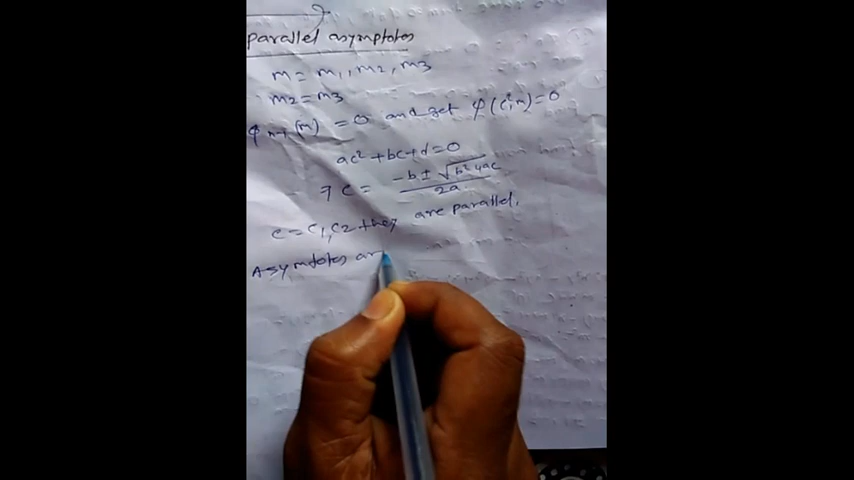 parallel asymptotes
m = m1, m2, m3
m2 = m3
φn-1(m) = 0 and get φ(c,m) = 0
ac² + bc + d = 0
⇒ c = -b ± √b²-4ac / 2a
c = c1, c2 they are parallel.
Asymptotes ar